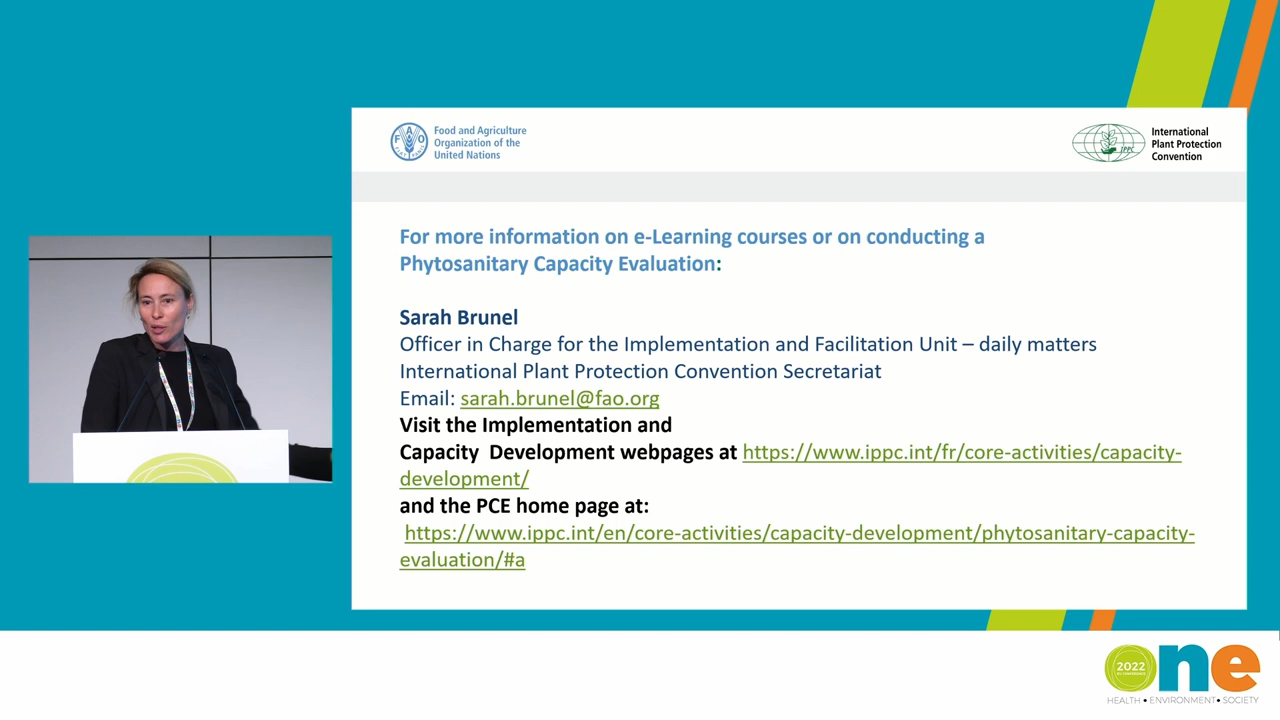 Food and Agriculture
Organization of the
United Nations
International
Plant Protection
Convention
IPPC
For more information on e-Learning courses or on conducting a
Phytosanitary Capacity Evaluation:
Sarah Brunel
Officer in Charge for the Implementation and Facilitation Unit – daily matters
International Plant Protection Convention Secretariat
Email: sarah.brunel@fao.org
Visit the Implementation and
Capacity Development webpages at https://www.ippc.int/fr/core-activities/capacity-
development/
and the PCE home page at:
https://www.ippc.int/en/core-activities/capacity-development/phytosanitary-capacity-
evaluation/#a
2022
one
HEALTH • ENVIRONMENT • SOCIETY